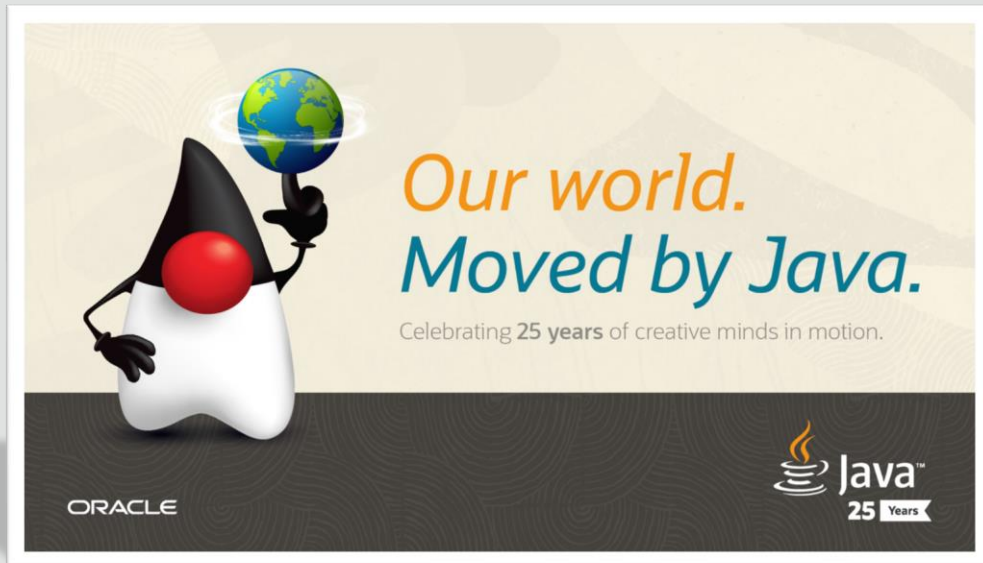 Our world.
Moved by Java.
Celebrating 25 years of creative minds in motion.
ORACLE
Java™
25 Years